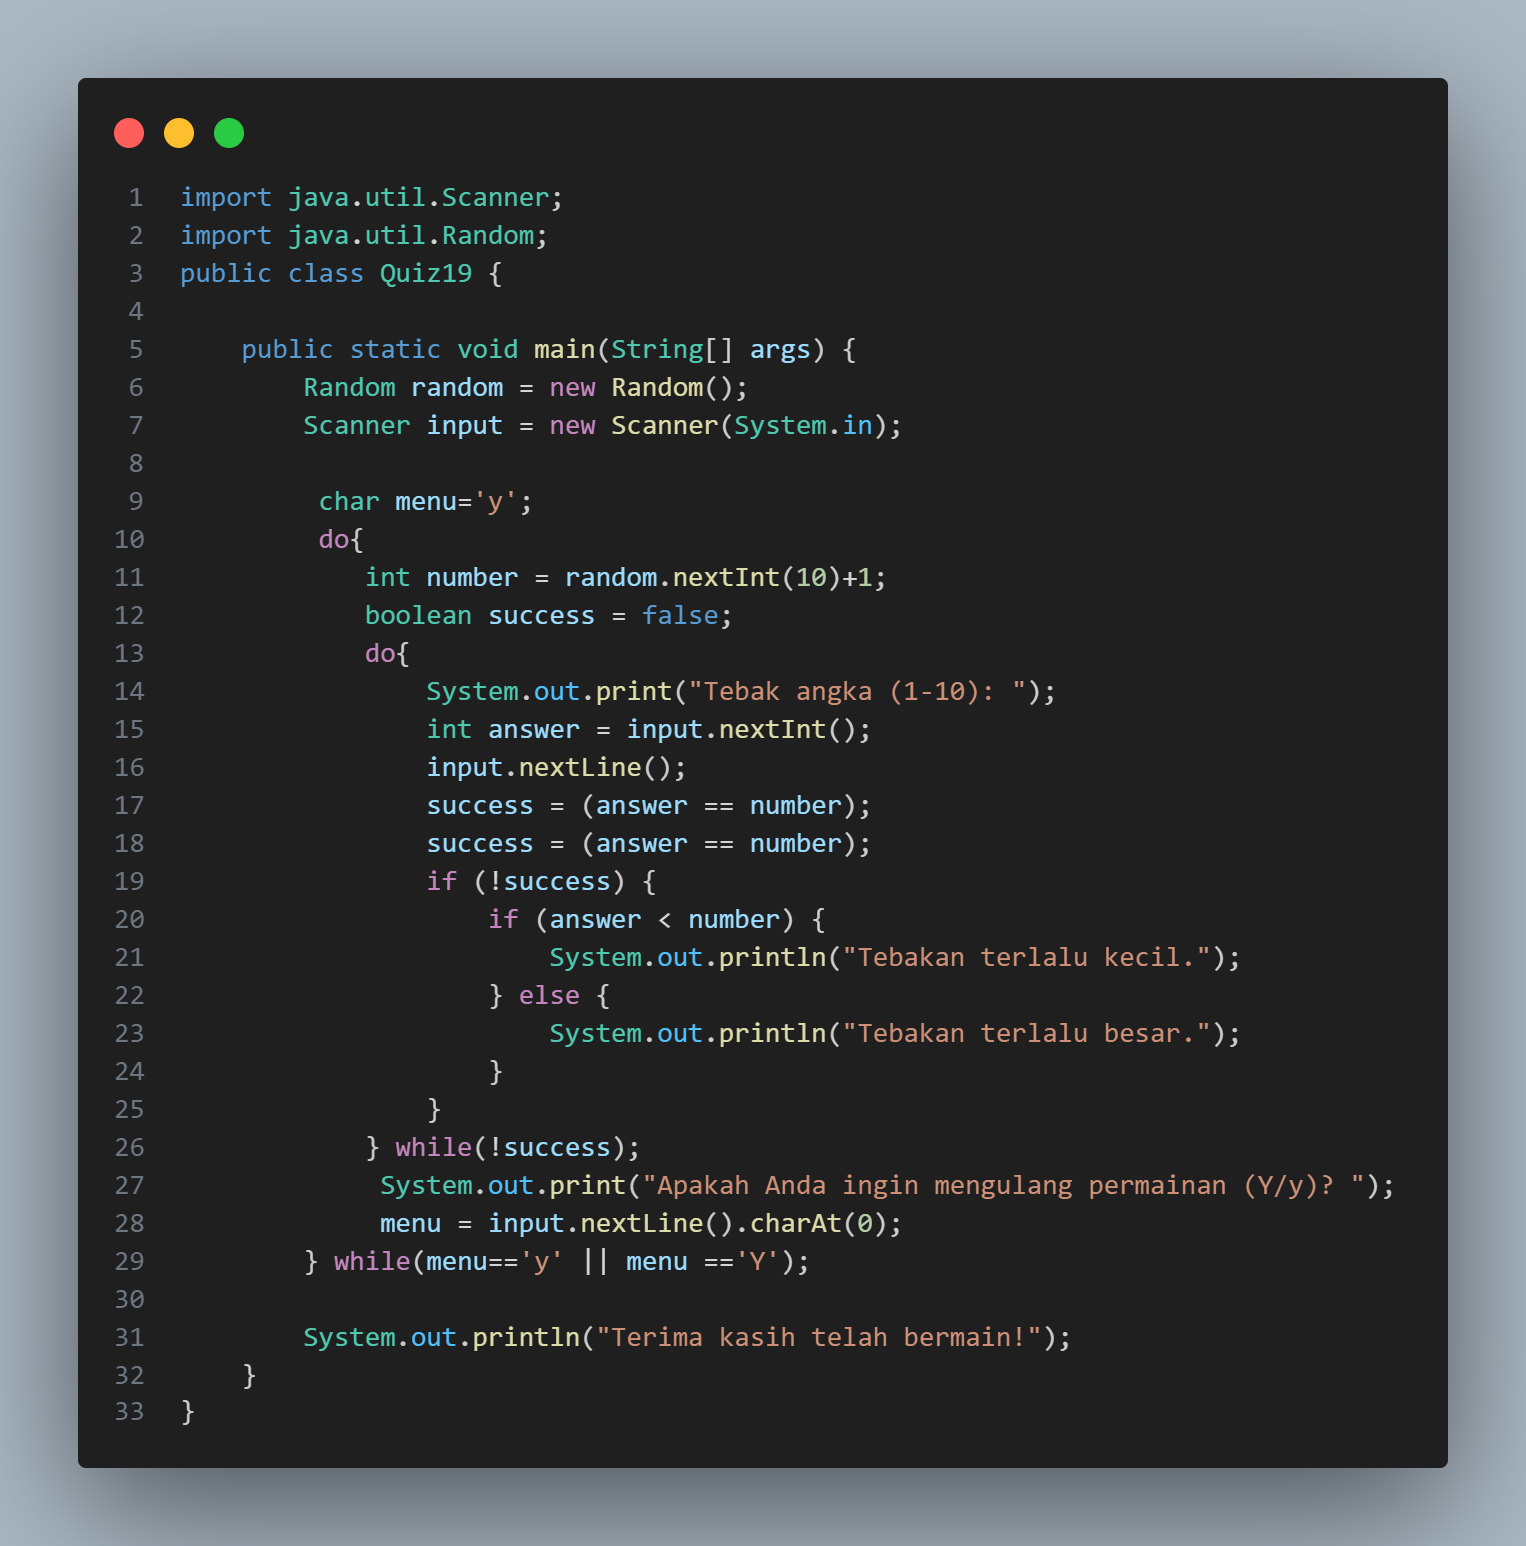 1 import java.util.Scanner;
2 import java.util.Random;
3 public class Quiz19 {
4
5     public static void main(String[] args) {
6         Random random = new Random();
7         Scanner input = new Scanner(System.in);
8
9          char menu='y';
10          do{
11             int number = random.nextInt(10)+1;
12             boolean success = false;
13             do{
14                 System.out.print("Tebak angka (1-10): ");
15                 int answer = input.nextInt();
16                 input.nextLine();
17                 success = (answer == number);
18                 success = (answer == number);
19                 if (!success) {
20                     if (answer < number) {
21                         System.out.println("Tebakan terlalu kecil.");
22                     } else {
23                         System.out.println("Tebakan terlalu besar.");
24                     }
25                 }
26             } while(!success);
27              System.out.print("Apakah Anda ingin mengulang permainan (Y/y)? ");
28              menu = input.nextLine().charAt(0);
29         } while(menu=='y' || menu =='Y');
30
31         System.out.println("Terima kasih telah bermain!");
32     }
33 }